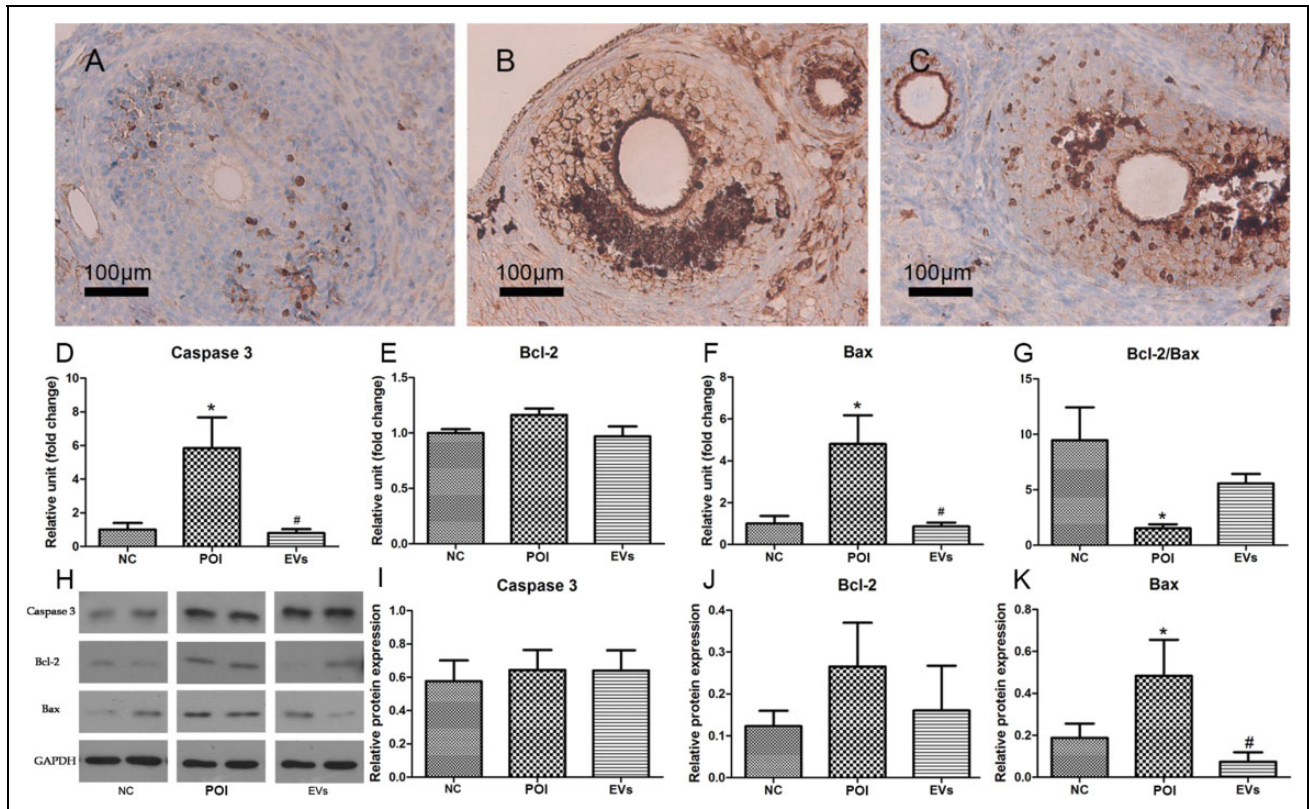 A
B
C
100μm
100μm
100μm
D
Caspase 3
Relative unit (fold change)
10
8
6
4
2
0
*
#
NC
POI
EVs
E
Bcl-2
Relative unit (fold change)
1.5
1.0
0.5
0.0
NC
POI
EVs
F
Bax
Relative unit (fold change)
8
6
4
2
0
*
#
NC
POI
EVs
G
Bcl-2/Bax
Relative unit (fold change)
15
10
5
0
*
NC
POI
EVs
H
Caspase 3
Bcl-2
Bax
GAPDH
NC
POI
EVs
I
Caspase 3
Relative protein expression
1.0
0.8
0.6
0.4
0.2
0.0
NC
POI
EVs
J
Bcl-2
Relative protein expression
0.4
0.3
0.2
0.1
0.0
NC
POI
EVs
K
Bax
Relative protein expression
0.8
0.6
0.4
0.2
0.0
*
#
NC
POI
EVs